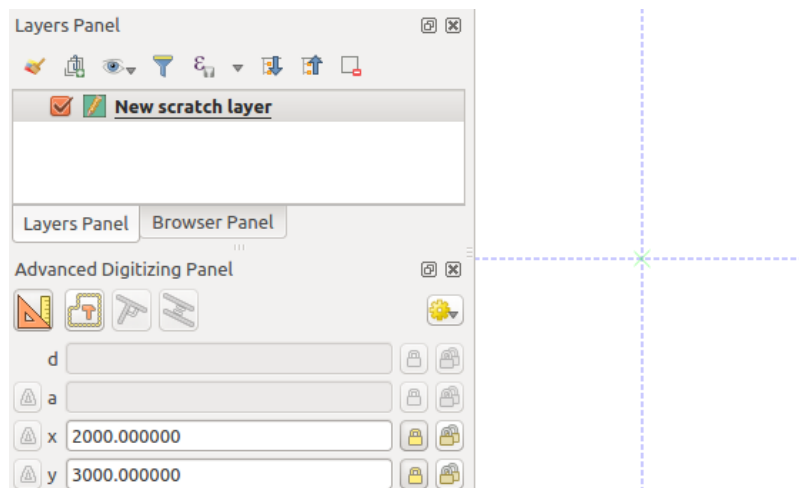 Layers Panel
New scratch layer
Layers Panel Browser Panel
Advanced Digitizing Panel
d
a
x 2000.000000
y 3000.000000